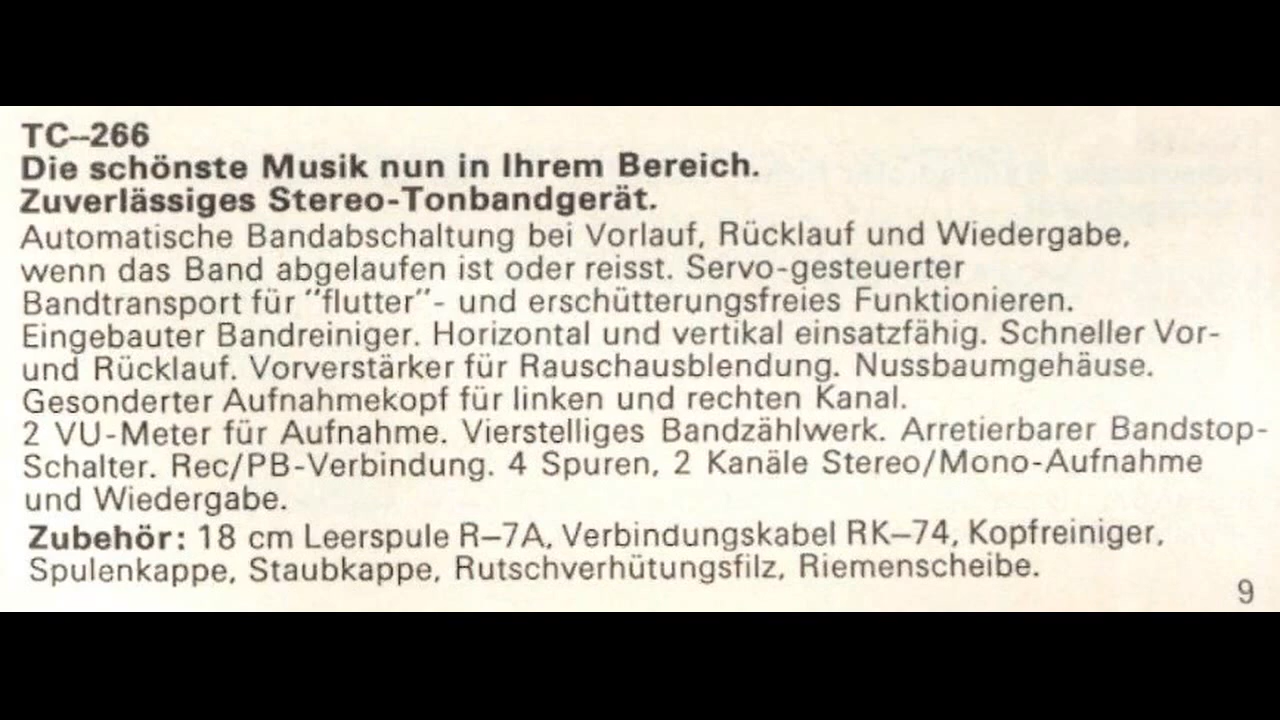 TC–266
Die schönste Musik nun in Ihrem Bereich.
Zuverlässiges Stereo-Tonbandgerät.
Automatische Bandabschaltung bei Vorlauf, Rücklauf und Wiedergabe,
wenn das Band abgelaufen ist oder reisst. Servo-gesteuerter
Bandtransport für "flutter"- und erschütterungsfreies Funktionieren.
Eingebauter Bandreiniger. Horizontal und vertikal einsatzfähig. Schneller Vor-
und Rücklauf. Vorverstärker für Rauschausblendung. Nussbaumgehäuse.
Gesonderter Aufnahmekopf für linken und rechten Kanal.
2 VU-Meter für Aufnahme. Vierstelliges Bandzählwerk. Arretierbarer Bandstop-
Schalter. Rec/PB-Verbindung. 4 Spuren, 2 Kanäle Stereo/Mono-Aufnahme
und Wiedergabe.
Zubehör: 18 cm Leerspule R–7A, Verbindungskabel RK–74, Kopfreiniger,
Spulenkappe, Staubkappe, Rutschverhütungsfilz, Riemenscheibe.
9